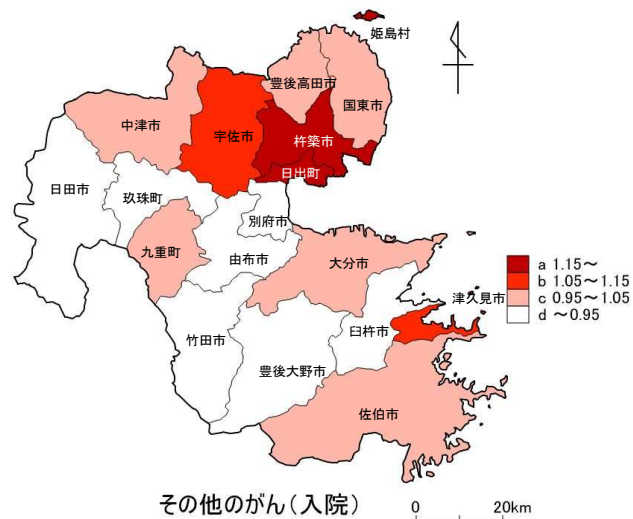 姫島村
豊後高田市
国東市
中津市
宇佐市
杵築市
日出町
日田市
玖珠町
別府市
九重町
由布市
大分市
a 1.15～
b 1.05～1.15
c 0.95～1.05
d ～0.95
津久見市
臼杵市
竹田市
豊後大野市
佐伯市
その他のがん(入院)
0 20km